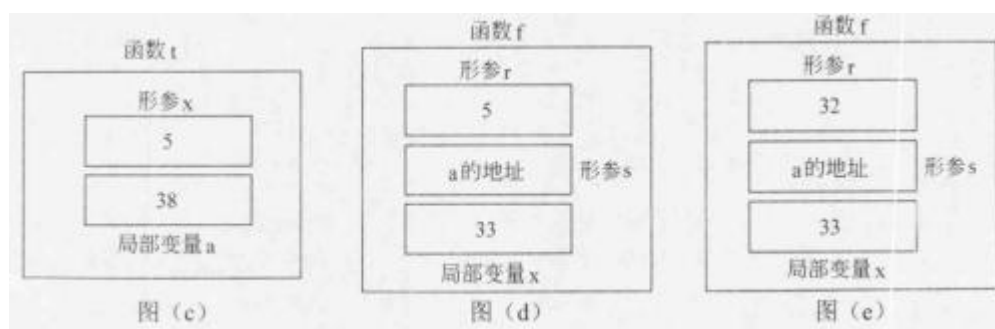 函数t
形参x
5
38
局部变量a
图（c）
函数f
形参r
5
a的地址
形参s
33
局部变量x
图（d）
函数f
形参r
32
a的地址
形参s
33
局部变量x
图（e）